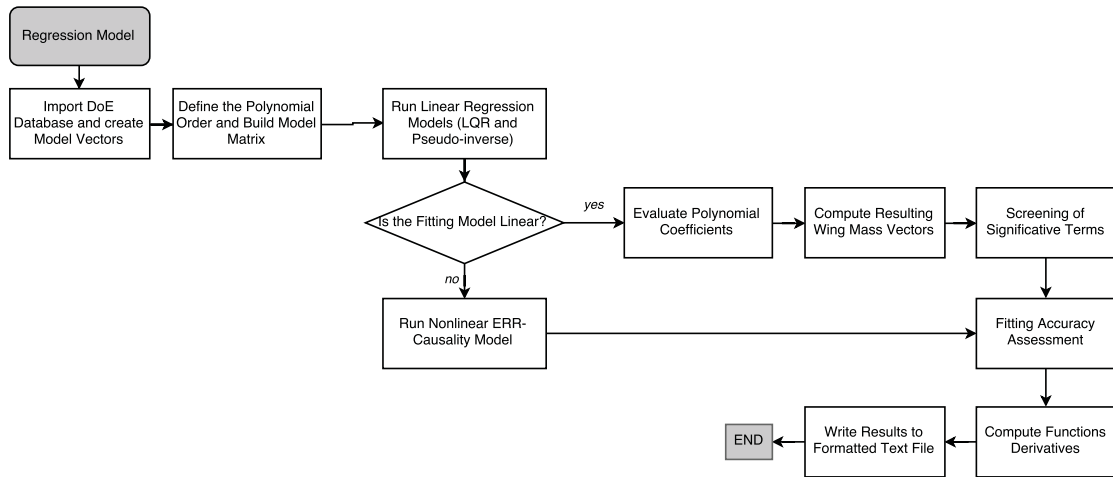 Regression Model
Import DoE
Database and create
Model Vectors
Define the Polynomial
Order and Build Model
Matrix
Run Linear Regression
Models (LQR and
Pseudo-inverse)
Is the Fitting Model Linear?
yes
Evaluate Polynomial
Coefficients
Compute Resulting
Wing Mass Vectors
Screening of
Significative Terms
no
Run Nonlinear ERR-
Causality Model
Fitting Accuracy
Assessment
Compute Functions
Derivatives
Write Results to
Formatted Text File
END